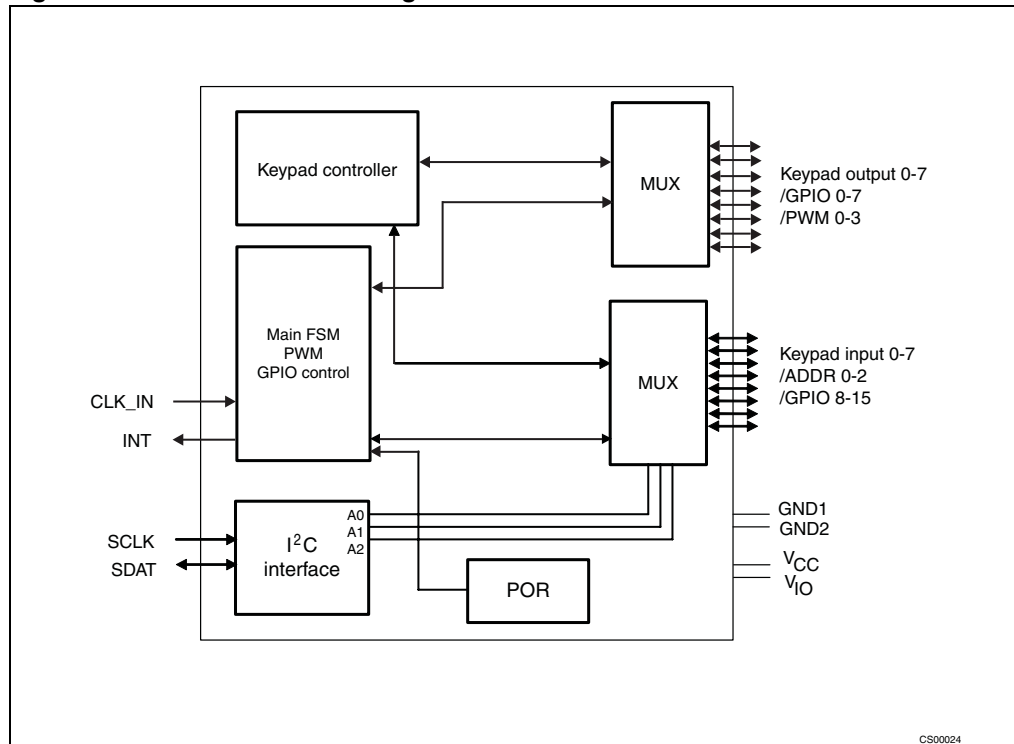 Keypad controller
MUX
Keypad output 0-7
/GPIO 0-7
/PWM 0-3
Main FSM
PWM
GPIO control
MUX
Keypad input 0-7
/ADDR 0-2
/GPIO 8-15
CLK_IN
INT
SCLK
SDAT
I²C
interface
A0
A1
A2
POR
GND1
GND2
VCC
VIO
CS00024